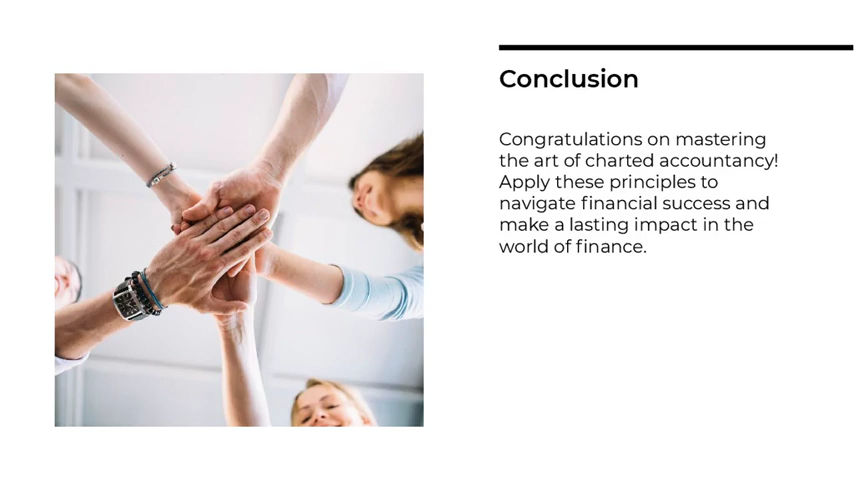 Conclusion
Congratulations on mastering
the art of charted accountancy!
Apply these principles to
navigate financial success and
make a lasting impact in the
world of finance.